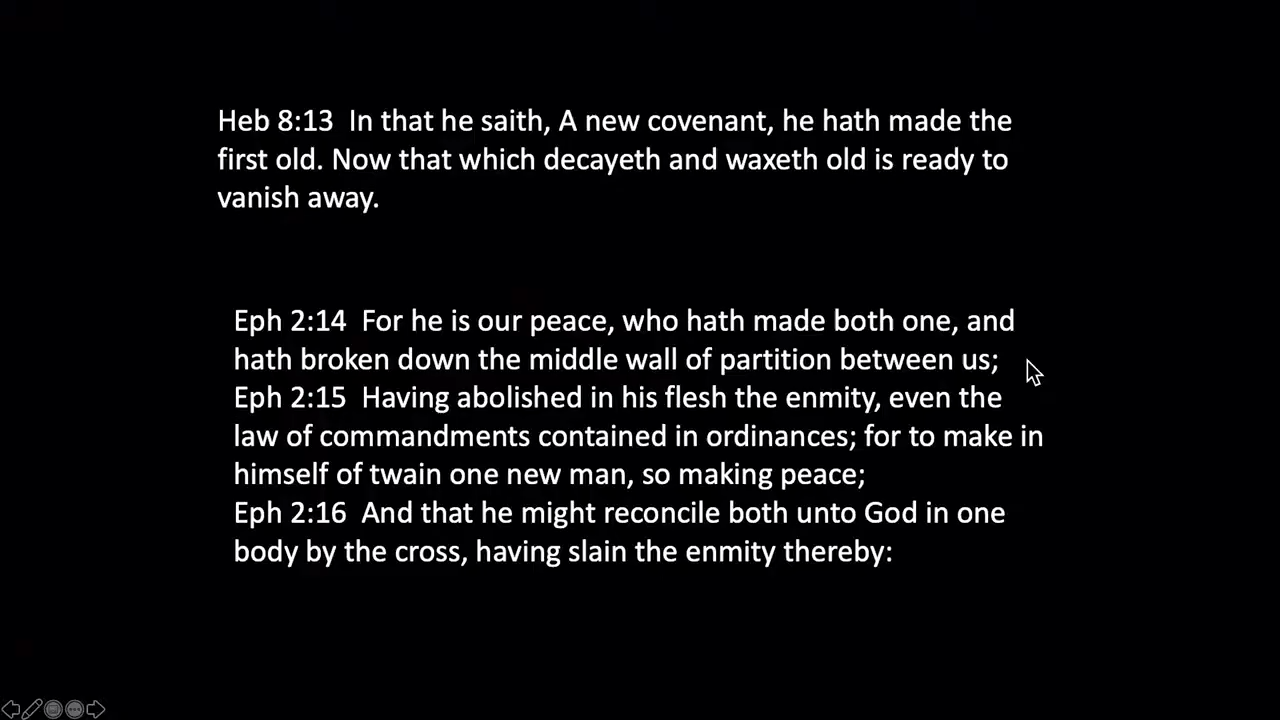 Heb 8:13  In that he saith, A new covenant, he hath made the
first old. Now that which decayeth and waxeth old is ready to
vanish away.
Eph 2:14  For he is our peace, who hath made both one, and
hath broken down the middle wall of partition between us;
Eph 2:15  Having abolished in his flesh the enmity, even the
law of commandments contained in ordinances; for to make in
himself of twain one new man, so making peace;
Eph 2:16  And that he might reconcile both unto God in one
body by the cross, having slain the enmity thereby: